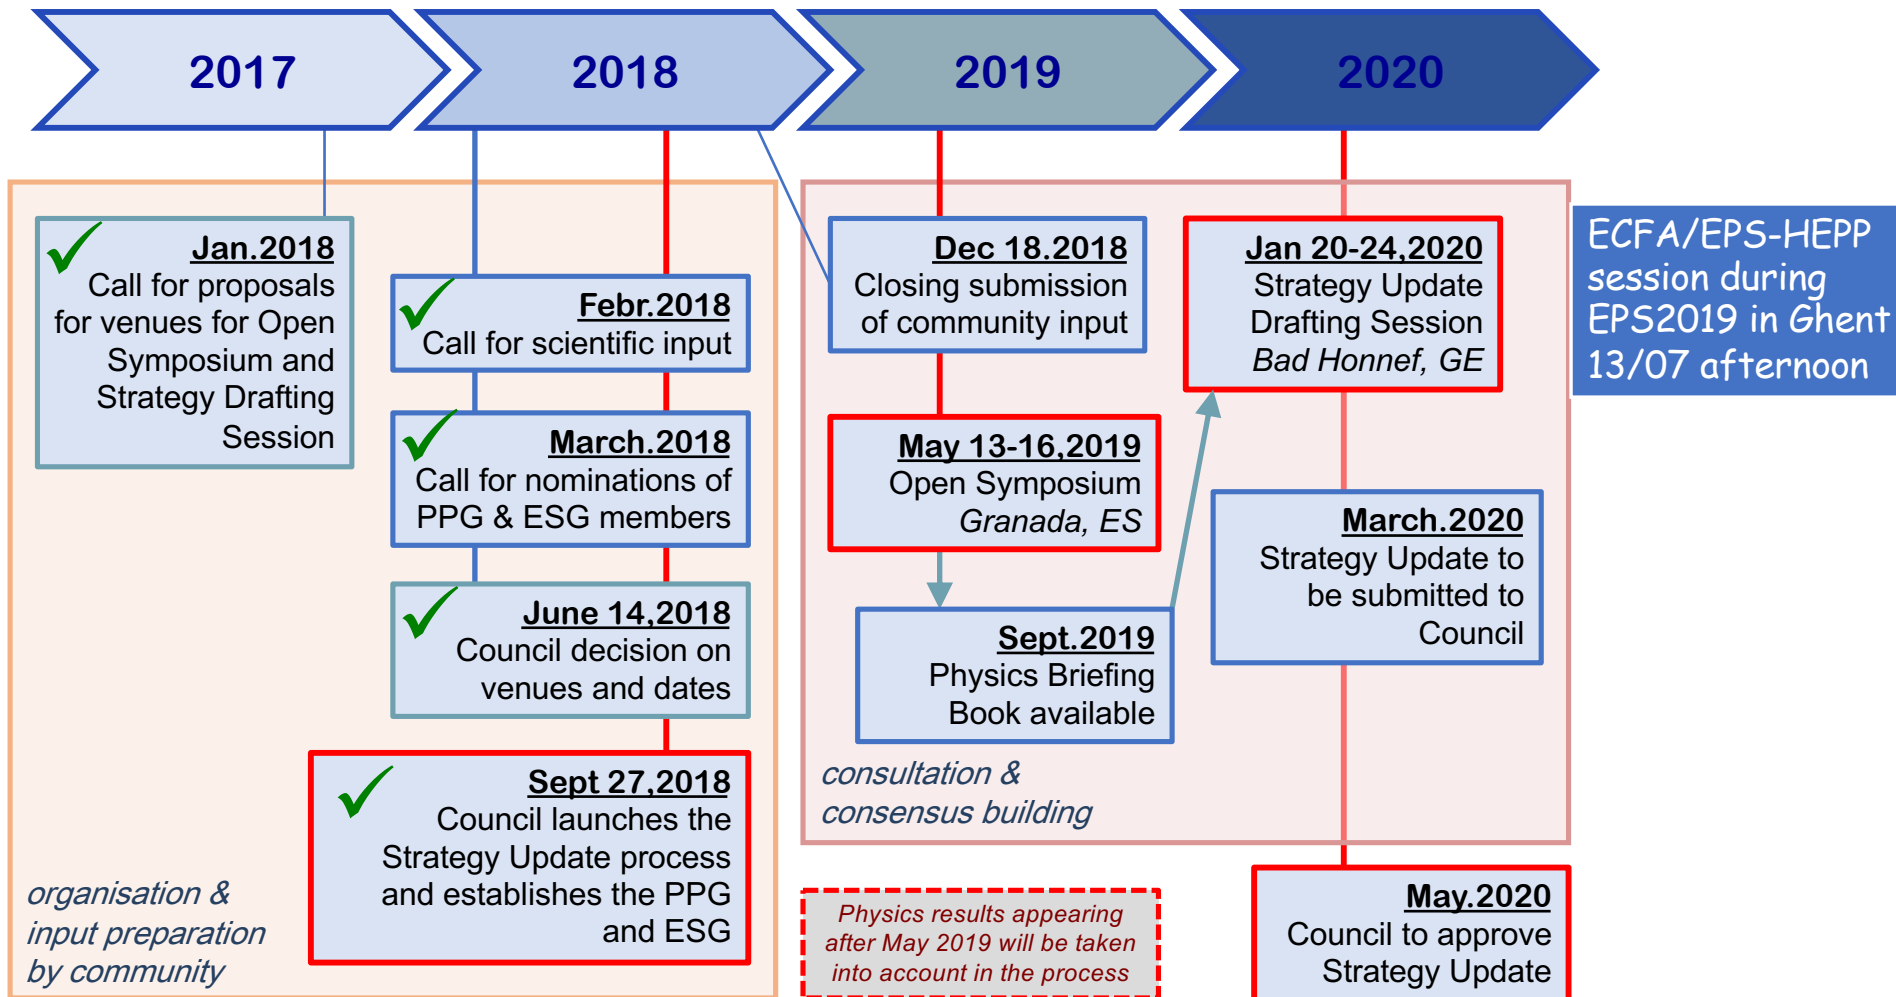 2017
2018
2019
2020
Jan.2018
Call for proposals
for venues for Open
Symposium and
Strategy Drafting
Session
Febr.2018
Call for scientific input
March.2018
Call for nominations of
PPG & ESG members
June 14,2018
Council decision on
venues and dates
Sept 27,2018
Council launches the
Strategy Update process
and establishes the PPG
and ESG
organisation &
input preparation
by community
Dec 18.2018
Closing submission
of community input
May 13-16,2019
Open Symposium
Granada, ES
Sept.2019
Physics Briefing
Book available
consultation &
consensus building
Jan 20-24,2020
Strategy Update
Drafting Session
Bad Honnef, GE
March.2020
Strategy Update to
be submitted to
Council
May.2020
Council to approve
Strategy Update
Physics results appearing
after May 2019 will be taken
into account in the process
ECFA/EPS-HEPP
session during
EPS2019 in Ghent
13/07 afternoon